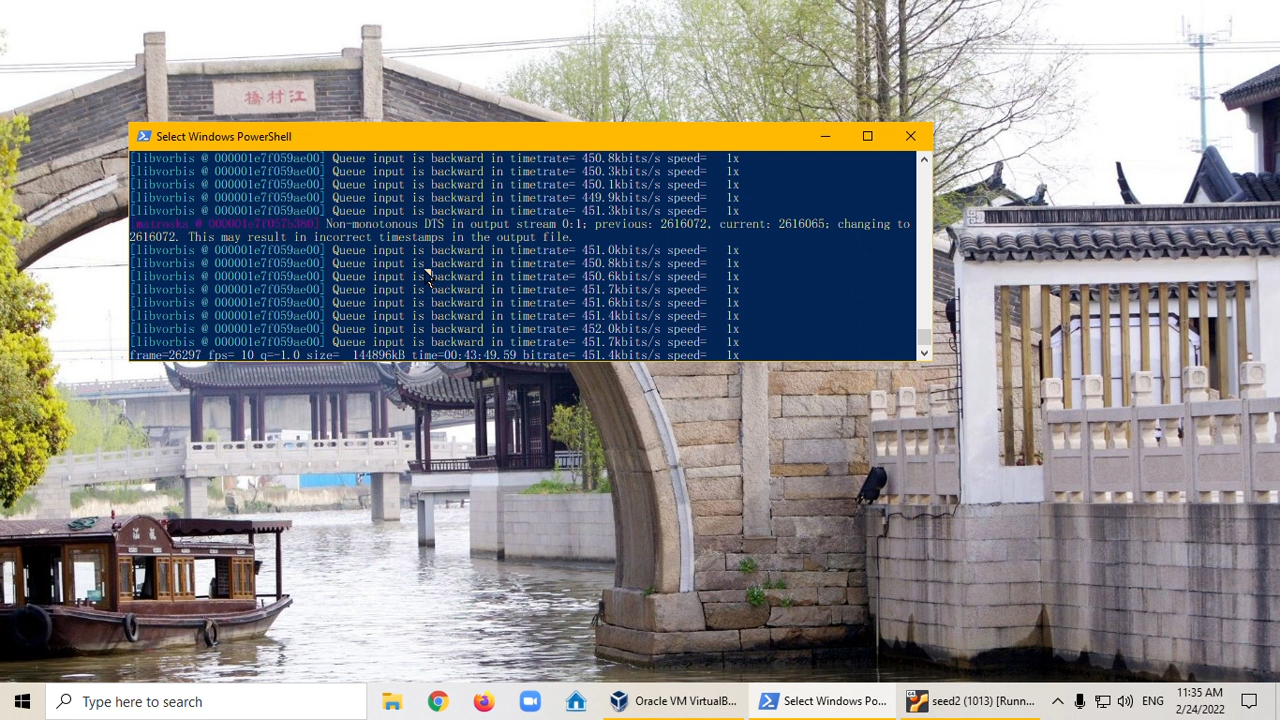 江村橋
Select Windows PowerShell
[libvorbis @ 000001e7f059ae00] Queue input is backward in timetrate= 450.8kbits/s speed=   1x
[libvorbis @ 000001e7f059ae00] Queue input is backward in timetrate= 450.3kbits/s speed=   1x
[libvorbis @ 000001e7f059ae00] Queue input is backward in timetrate= 450.1kbits/s speed=   1x
[libvorbis @ 000001e7f059ae00] Queue input is backward in timetrate= 449.9kbits/s speed=   1x
[libvorbis @ 000001e7f059ae00] Queue input is backward in timetrate= 451.3kbits/s speed=   1x
[matroska @ 000001e7f0575380] Non-monotonous DTS in output stream 0:1; previous: 2616072, current: 2616065; changing to
2616072. This may result in incorrect timestamps in the output file.
[libvorbis @ 000001e7f059ae00] Queue input is backward in timetrate= 451.0kbits/s speed=   1x
[libvorbis @ 000001e7f059ae00] Queue input is backward in timetrate= 450.8kbits/s speed=   1x
[libvorbis @ 000001e7f059ae00] Queue input is backward in timetrate= 450.6kbits/s speed=   1x
[libvorbis @ 000001e7f059ae00] Queue input is backward in timetrate= 451.7kbits/s speed=   1x
[libvorbis @ 000001e7f059ae00] Queue input is backward in timetrate= 451.6kbits/s speed=   1x
[libvorbis @ 000001e7f059ae00] Queue input is backward in timetrate= 451.4kbits/s speed=   1x
[libvorbis @ 000001e7f059ae00] Queue input is backward in timetrate= 452.0kbits/s speed=   1x
[libvorbis @ 000001e7f059ae00] Queue input is backward in timetrate= 451.7kbits/s speed=   1x
frame=26297 fps= 10 q=-1.0 size=  144896kB time=00:43:49.59 bitrate= 451.4kbits/s speed=   1x
Type here to search
Oracle VM VirtualB...
Select Windows Po...
seed2 (1013) [Runn...
ENG
11:35 AM
2/24/2022